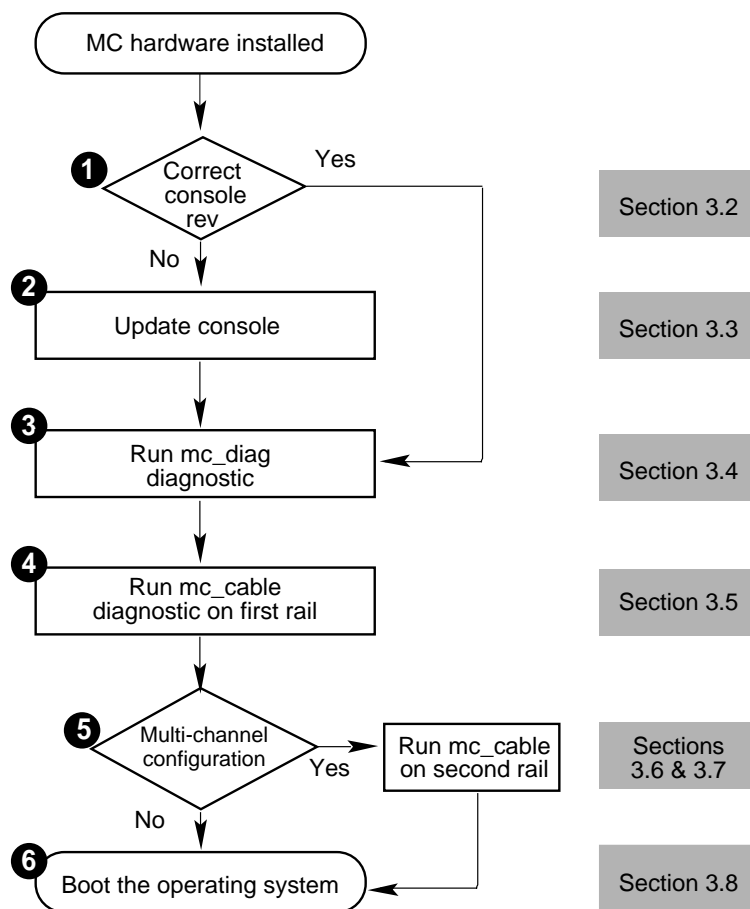 MC hardware installed
1
Correct
console
rev
Yes
No
Section 3.2
2
Update console
Section 3.3
3
Run mc_diag
diagnostic
Section 3.4
4
Run mc_cable
diagnostic on first rail
Section 3.5
5
Multi-channel
configuration
Yes
No
Run mc_cable
on second rail
Sections
3.6 & 3.7
6
Boot the operating system
Section 3.8